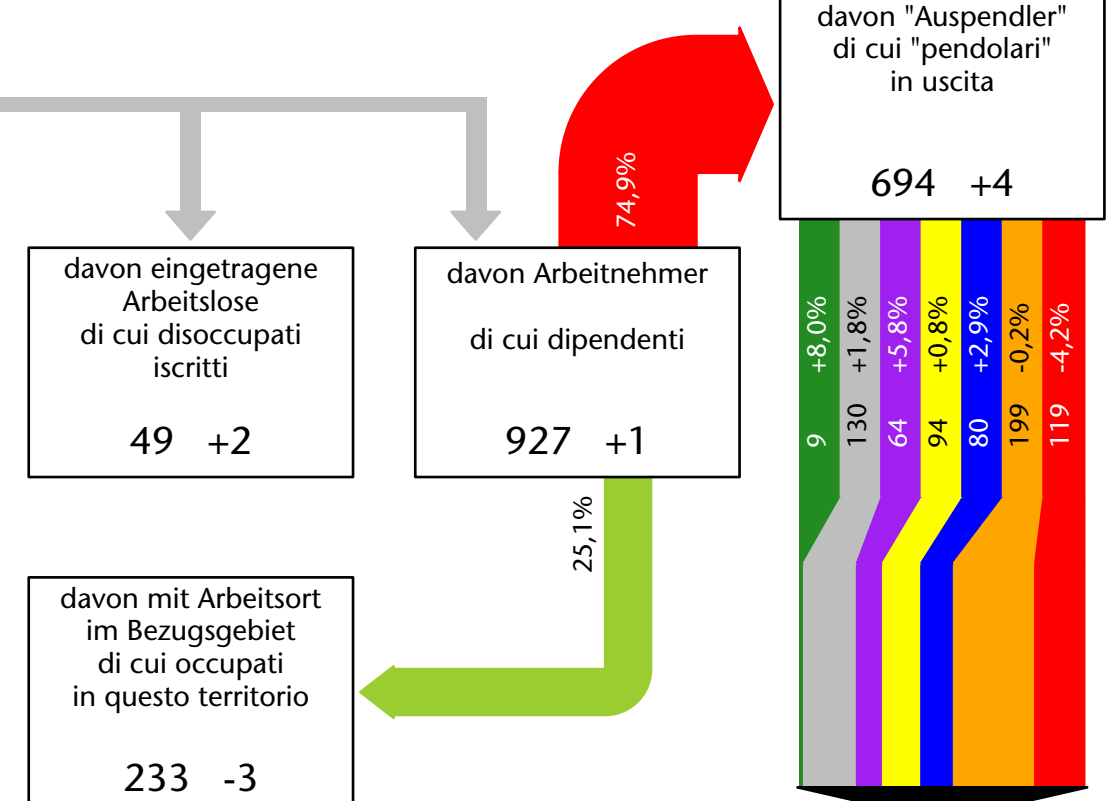 davon "Auspendler"
di cui "pendolari"
in uscita
694 +4
74,9%
davon eingetragene
Arbeitslose
di cui disoccupati
iscritti
49 +2
davon Arbeitnehmer
di cui dipendenti
927 +1
9 +8,0%
130 +1,8%
64 +5,8%
94 +0,8%
80 +2,9%
199 -0,2%
119 -4,2%
25,1%
davon mit Arbeitsort
im Bezugsgebiet
di cui occupati
in questo territorio
233 -3